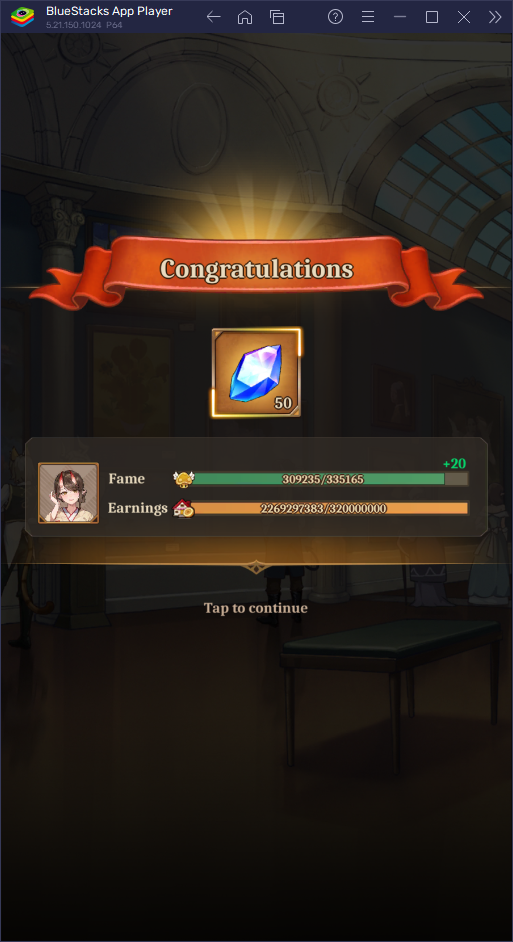 BlueStacks App Player
5.21.150.1024 P64
Congratulations
50
+20
Fame 309235/335165
Earnings 2269297383/320000000
Tap to continue